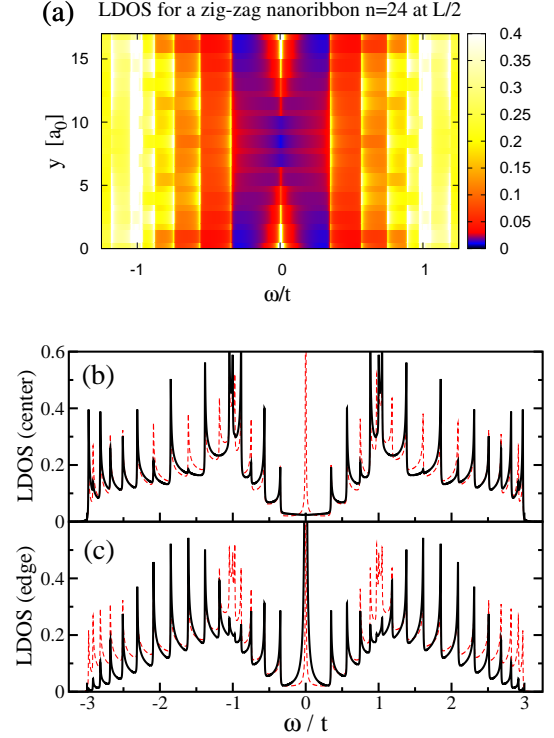 (a) LDOS for a zig-zag nanoribbon n=24 at L/2
y [a₀]
15
10
5
0
-1 0 1
ω/t
0.4
0.35
0.3
0.25
0.2
0.15
0.1
0.05
0
(b)
LDOS (center)
0.6
0.4
0.2
0
(c)
LDOS (edge)
0.4
0.2
0
-3 -2 -1 0 1 2 3
ω / t